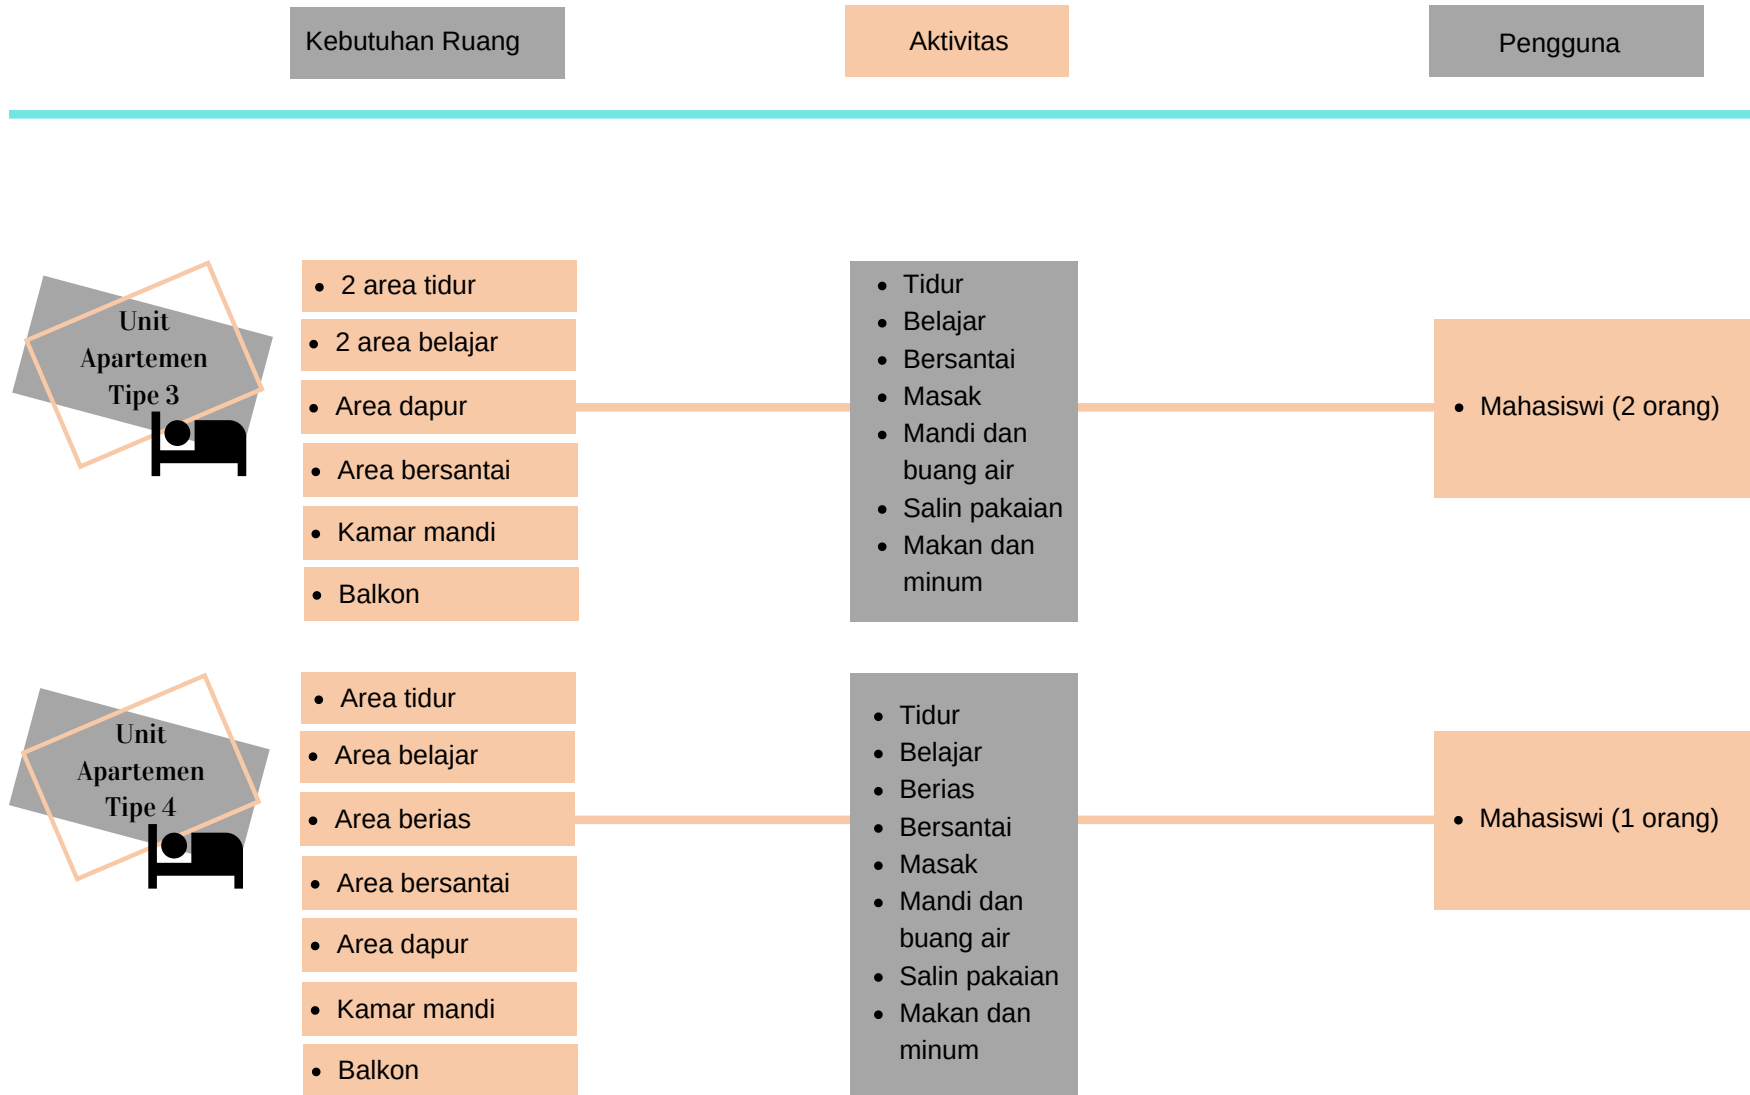 Kebutuhan Ruang
Aktivitas
Pengguna
Unit
Apartemen
Tipe 3
• 2 area tidur
• 2 area belajar
• Area dapur
• Area bersantai
• Kamar mandi
• Balkon
• Tidur
• Belajar
• Bersantai
• Masak
• Mandi dan
buang air
• Salin pakaian
• Makan dan
minum
• Mahasiswi (2 orang)
Unit
Apartemen
Tipe 4
• Area tidur
• Area belajar
• Area berias
• Area bersantai
• Area dapur
• Kamar mandi
• Balkon
• Tidur
• Belajar
• Berias
• Bersantai
• Masak
• Mandi dan
buang air
• Salin pakaian
• Makan dan
minum
• Mahasiswi (1 orang)